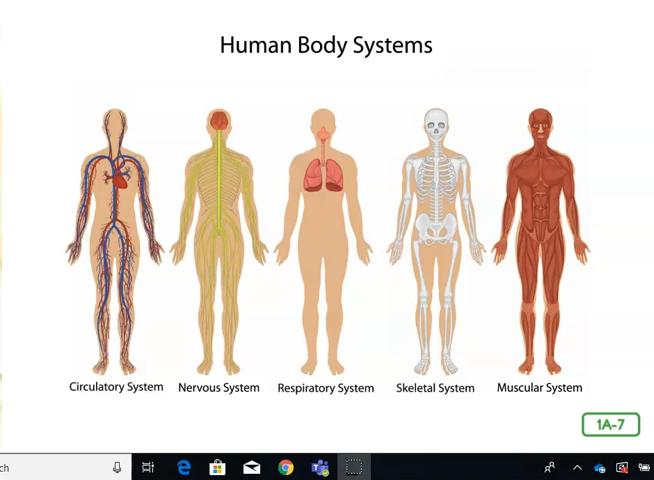 Human Body Systems
Circulatory System
Nervous System
Respiratory System
Skeletal System
Muscular System
1A-7
ch